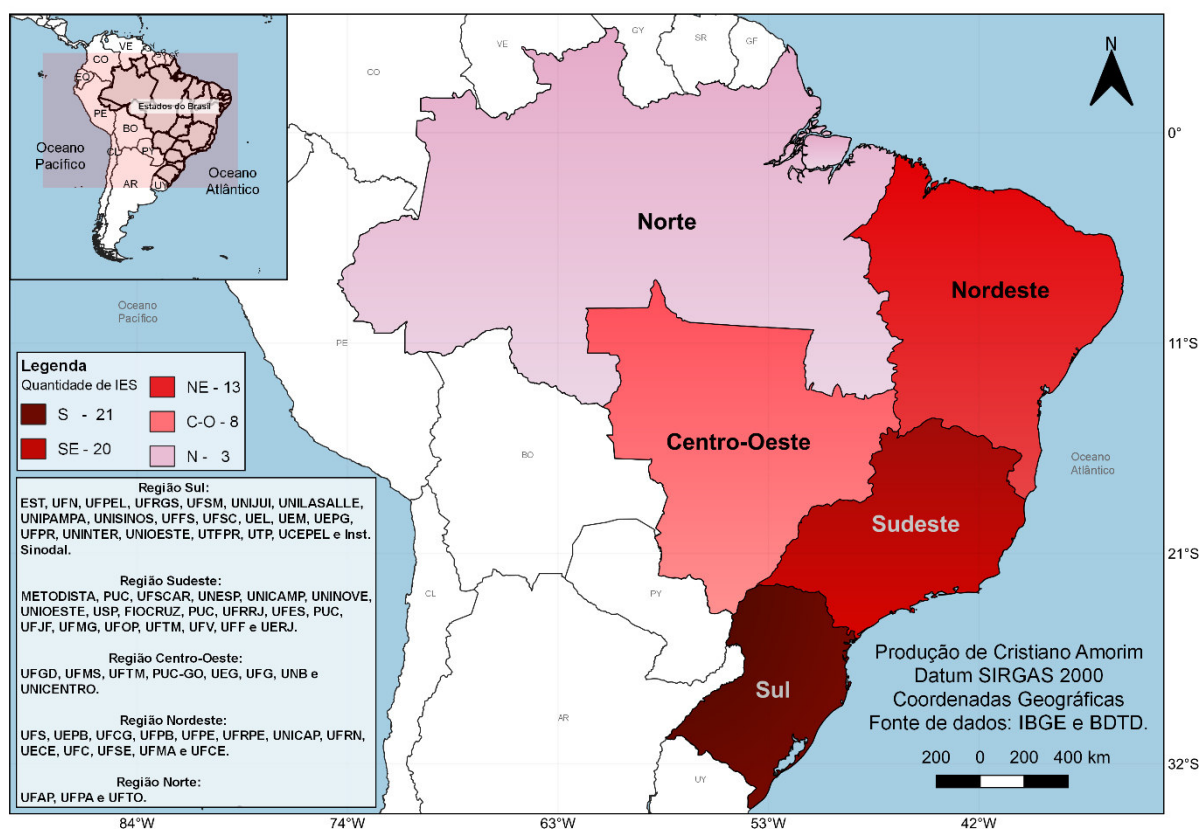 VE
CO
EQ
PE
Estudos do Brasil
BO
CL
PY
AR
UY
Oceano
Pacífico
Oceano
Atlântico
VE
GY
SR
GF
CO
N
0°
Norte
Nordeste
Oceano
Pacífico
PE
11°S
Legenda
Quantidade de IES
S - 21
SE - 20
NE - 13
C-O - 8
N - 3
Centro-Oeste
BO
Oceano
Atlântico
Região Sul:
EST, UFN, UFPEL, UFRGS, UFSM, UNIJUI, UNILASALLE,
UNIPAMPA, UNISINOS, UFFS, UFSC, UEL, UEM, UEPG,
UFPR, UNINTER, UNIOESTE, UTFPR, UTP, UCEPEL e Inst.
Sinodal.
Região Sudeste:
METODISTA, PUC, UFSCAR, UNESP, UNICAMP, UNINOVE,
UNIOESTE, USP, FIOCRUZ, PUC, UFRRJ, UFES, PUC,
UFJF, UFMG, UFOP, UFTM, UFV, UFF e UERJ.
Região Centro-Oeste:
UFGD, UFMS, UFTM, PUC-GO, UEG, UFG, UNB e
UNICENTRO.
Região Nordeste:
UFS, UEPB, UFCG, UFPB, UFPE, UFRPE, UNICAP, UFRN,
UECE, UFC, UFSE, UFMA e UFCE.
Região Norte:
UFAP, UFPA e UFTO.
Sudeste
21°S
CL
PY
Sul
AR
UY
Produção de Cristiano Amorim
Datum SIRGAS 2000
Coordenadas Geográficas
Fonte de dados: IBGE e BDTD.
200 0 200 400 km
32°S
84°W 74°W 63°W 53°W 42°W